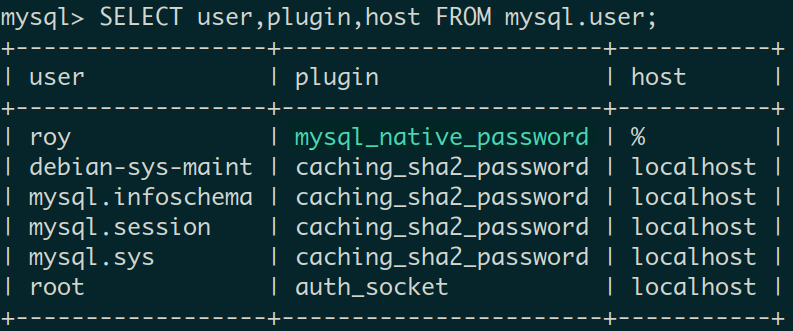 mysql> SELECT user,plugin,host FROM mysql.user;
+------------------+-----------------------+-----------+
| user             | plugin                | host      |
+------------------+-----------------------+-----------+
| roy              | mysql_native_password | %         |
| debian-sys-maint | caching_sha2_password | localhost |
| mysql.infoschema | caching_sha2_password | localhost |
| mysql.session    | caching_sha2_password | localhost |
| mysql.sys        | caching_sha2_password | localhost |
| root             | auth_socket           | localhost |
+------------------+-----------------------+-----------+